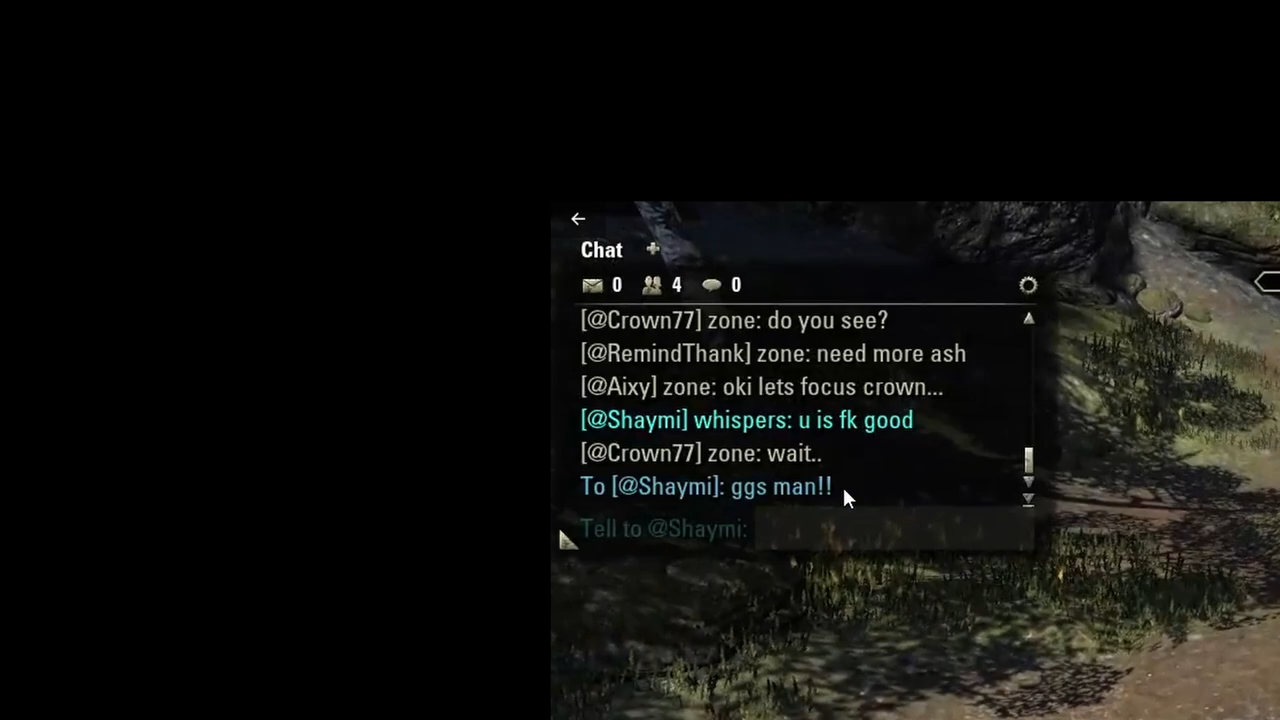 Chat
0 4 0
[@Crown77] zone: do you see?
[@RemindThank] zone: need more ash
[@Aixy] zone: oki lets focus crown...
[@Shaymi] whispers: u is fk good
[@Crown77] zone: wait..
To [@Shaymi]: ggs man!!
Tell to @Shaymi: